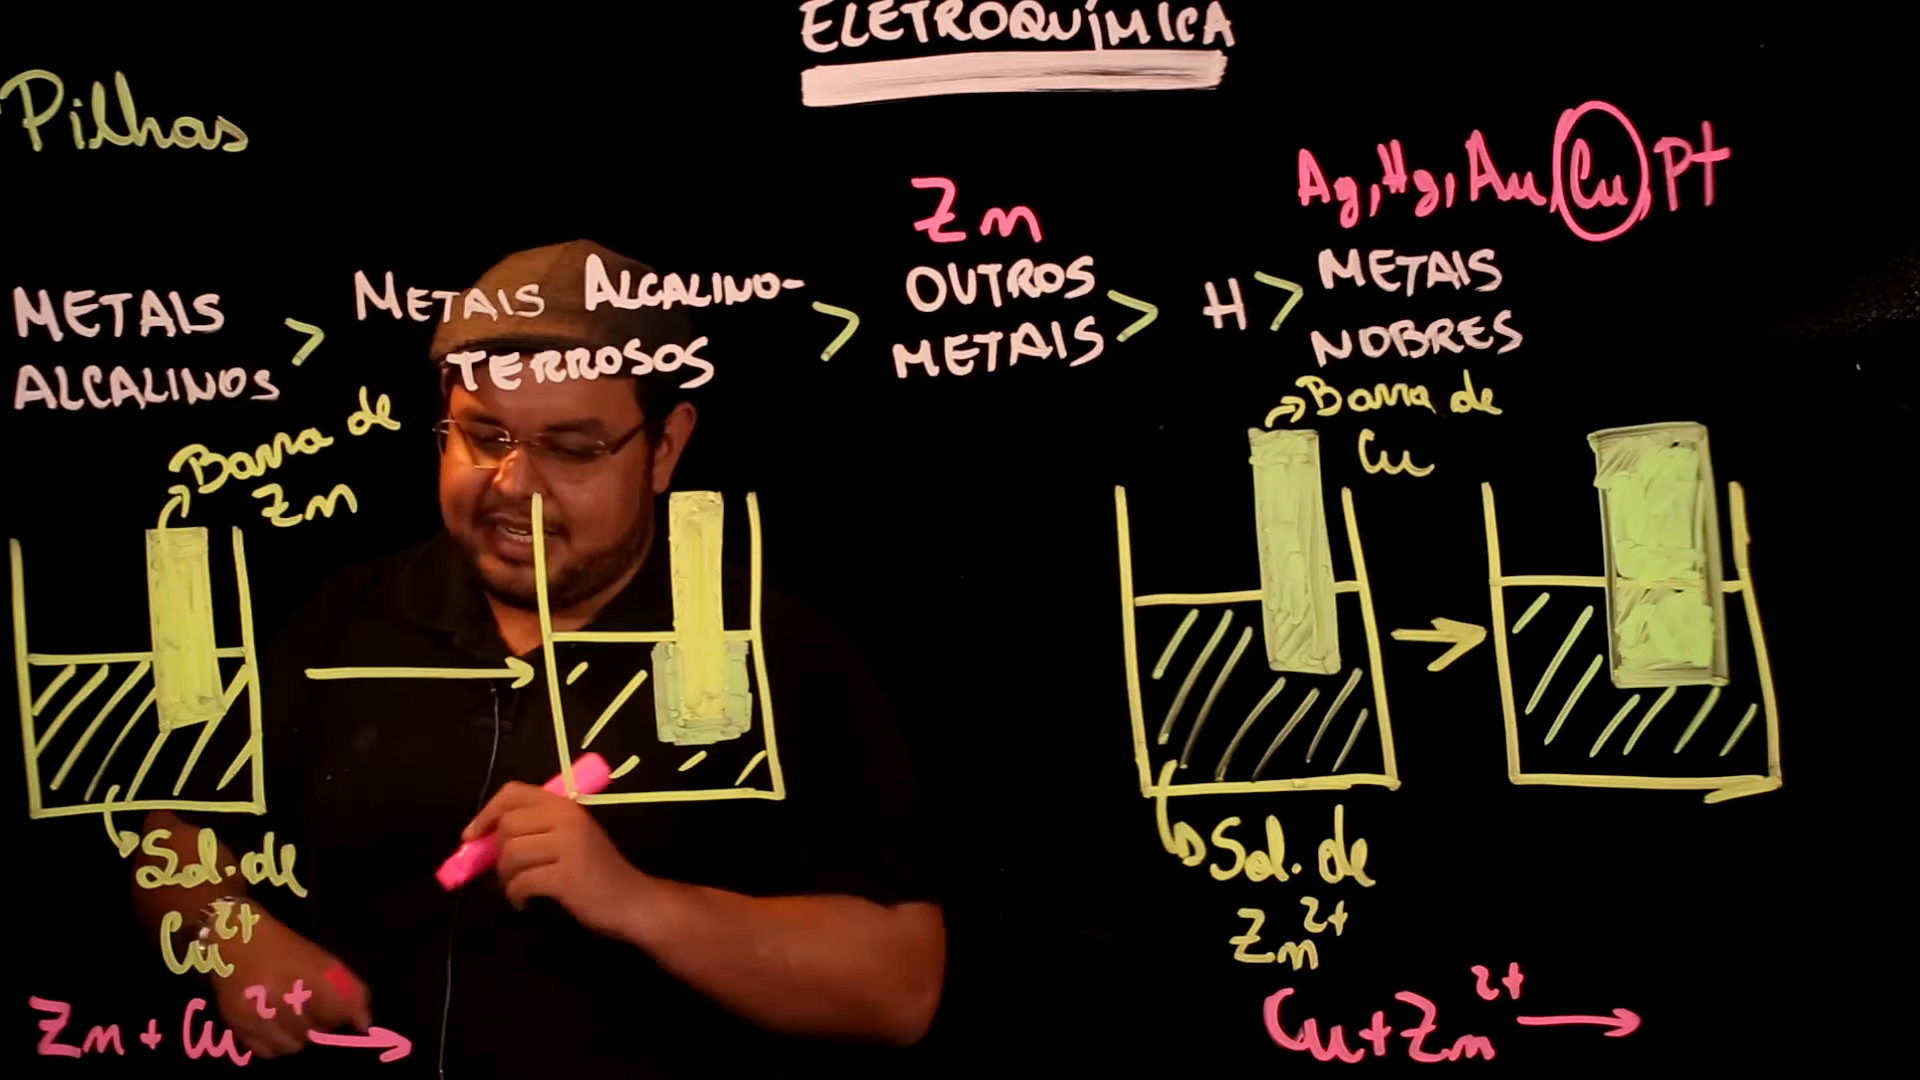 ELETROQUÍMICA
Pilhas
Ag, Hg, Au, Cu, Pt
Zn
METAIS ALCALINOS > METAIS ALCALINO-TERROSOS > OUTROS METAIS > H > METAIS NOBRES
Barra de
Zn
Barra de
Cu
Sol. de
Cu2+
Sol. de
Zn2+
Zn + Cu2+ →
Cu + Zn2+ →